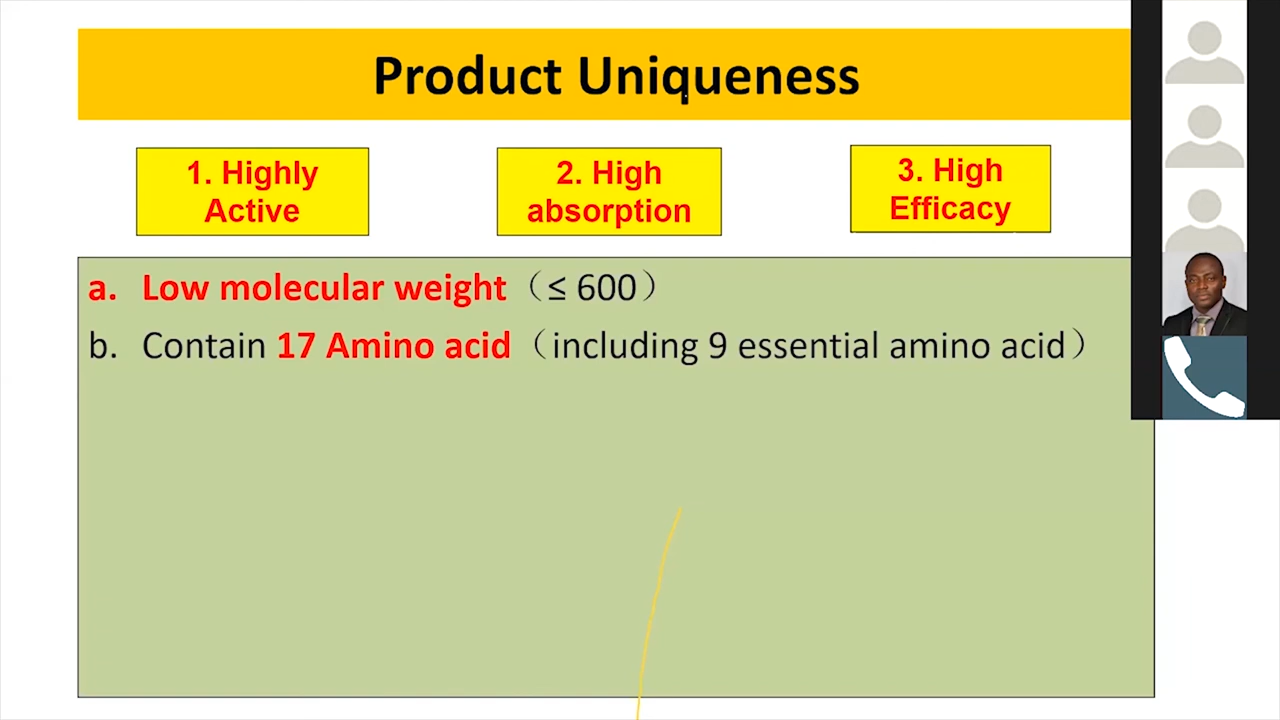 Product Uniqueness
1. Highly
Active
2. High
absorption
3. High
Efficacy
a. Low molecular weight（≤ 600）
b. Contain 17 Amino acid（including 9 essential amino acid）